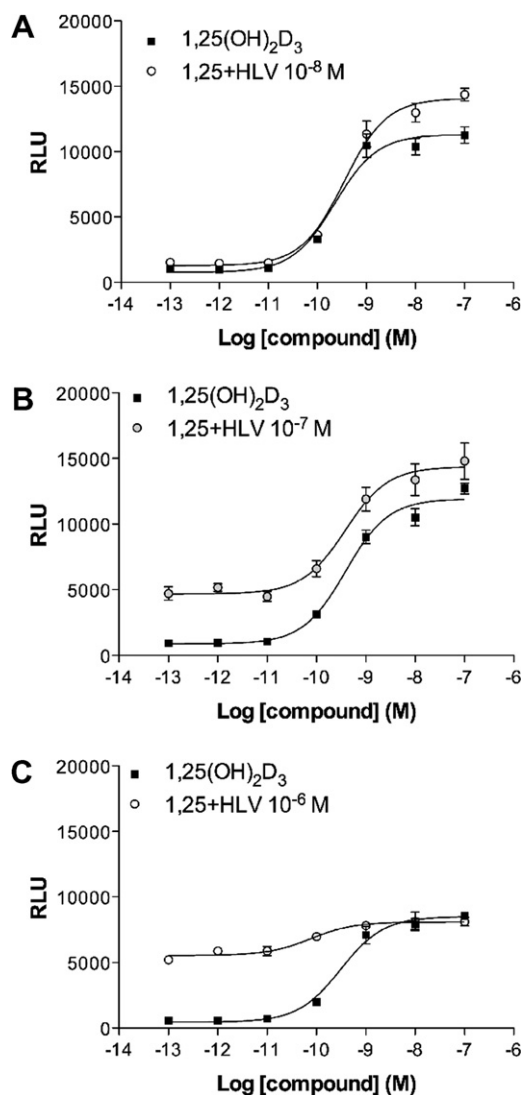 A
1,25(OH)₂D₃
1,25+HLV 10⁻⁸ M
20000
15000
10000
5000
0
RLU
-14 -13 -12 -11 -10 -9 -8 -7 -6
Log [compound] (M)
B
1,25(OH)₂D₃
1,25+HLV 10⁻⁷ M
20000
15000
10000
5000
0
RLU
-14 -13 -12 -11 -10 -9 -8 -7 -6
Log [compound] (M)
C
1,25(OH)₂D₃
1,25+HLV 10⁻⁶ M
20000
15000
10000
5000
0
RLU
-14 -13 -12 -11 -10 -9 -8 -7 -6
Log [compound] (M)